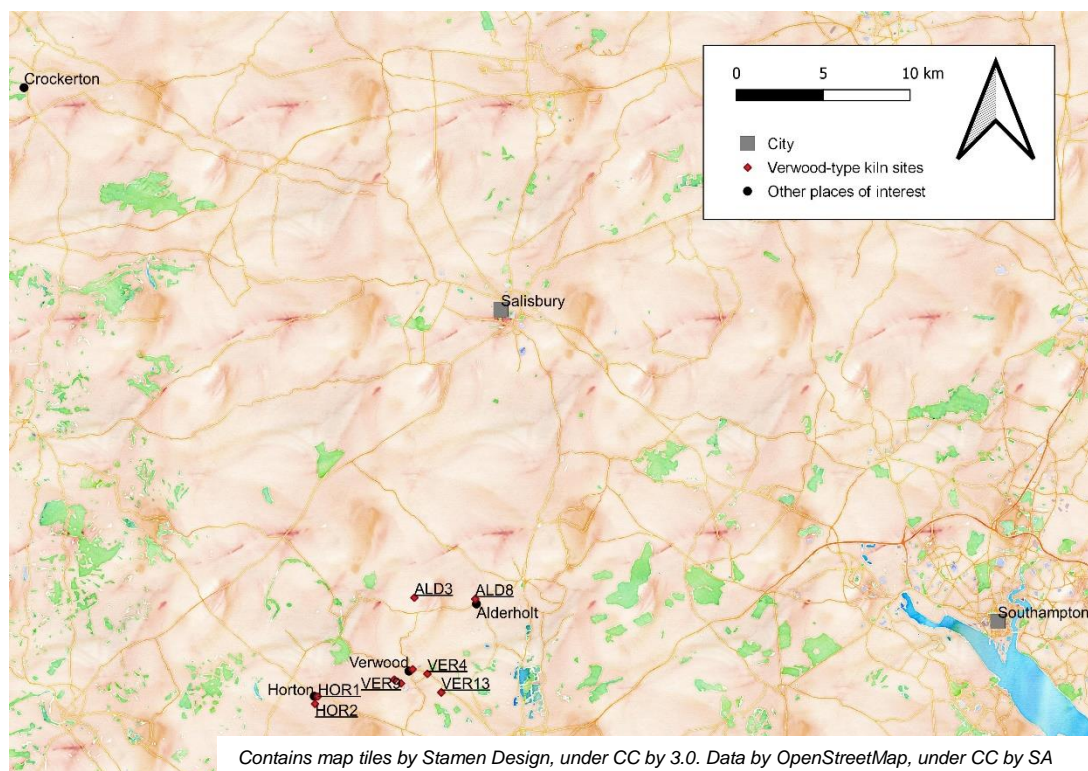 Crockerton
0 5 10 km
City
Verwood-type kiln sites
Other places of interest
Salisbury
ALD3
ALD8
Alderholt
Southampton
Verwood
VER4
VER9
VER13
Horton
HOR1
HOR2
Contains map tiles by Stamen Design, under CC by 3.0. Data by OpenStreetMap, under CC by SA